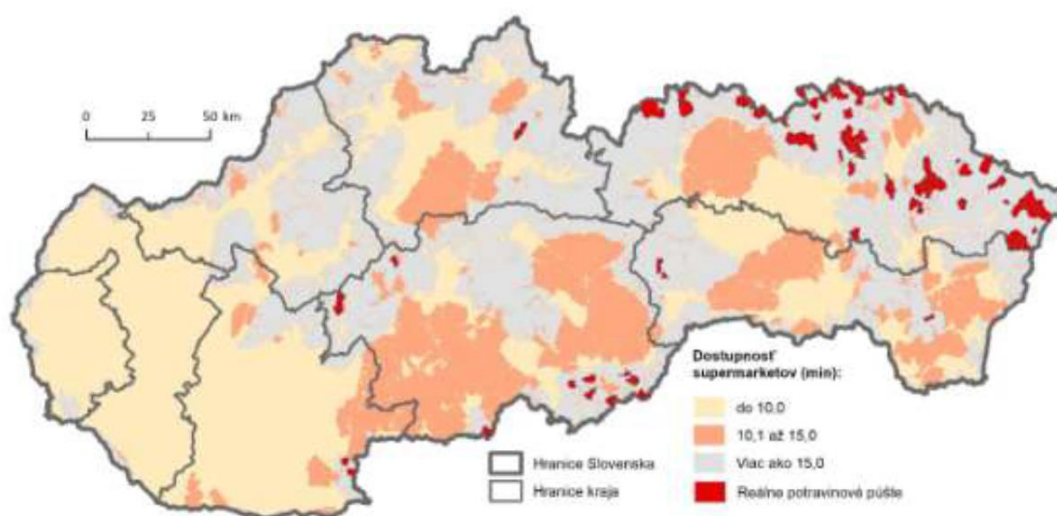 0 25 50 km
Dostupnosť
supermarketov (min):
do 10,0
10,1 až 15,0
Viac ako 15,0
Reálne potravinové púšte
Hranice Slovenska
Hranice kraja